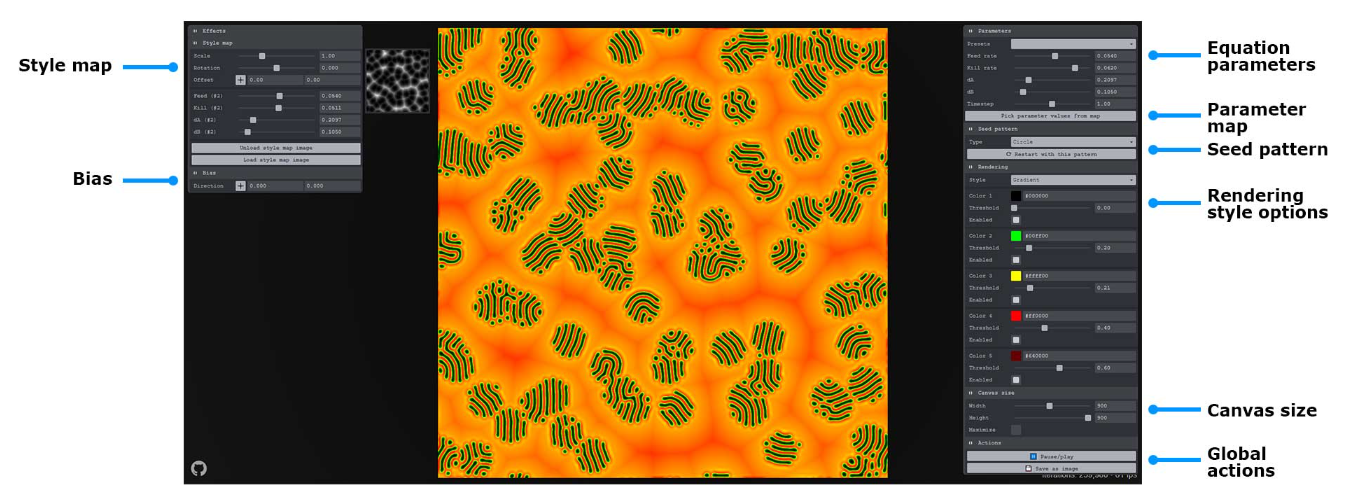 Style map
Bias
Effects
Style map
Scale 1.00
Rotation 0.000
Offset + 0.00 0.00
Feed (#2) 0.0540
Kill (#2) 0.0511
dA (#2) 0.2097
dB (#2) 0.1050
Unload style map image
Load style map image
Bias
Direction + 0.000 0.000
Parameters
Presets
Feed rate 0.0540
Kill rate 0.0620
dA 0.2097
dB 0.1050
Timestep 1.00
Pick parameter values from map
Seed pattern
Type Circle
Restart with this pattern
Rendering
Style Gradient
Color 1 #000000
Threshold 0.00
Enabled
Color 2 #00ff00
Threshold 0.20
Enabled
Color 3 #ffff00
Threshold 0.21
Enabled
Color 4 #ff0000
Threshold 0.40
Enabled
Color 5 #640000
Threshold 0.60
Enabled
Canvas size
Width 900
Height 900
Maximize
Actions
Pause/play
Save as image
Equation
parameters
Parameter
map
Seed pattern
Rendering
style options
Canvas size
Global
actions